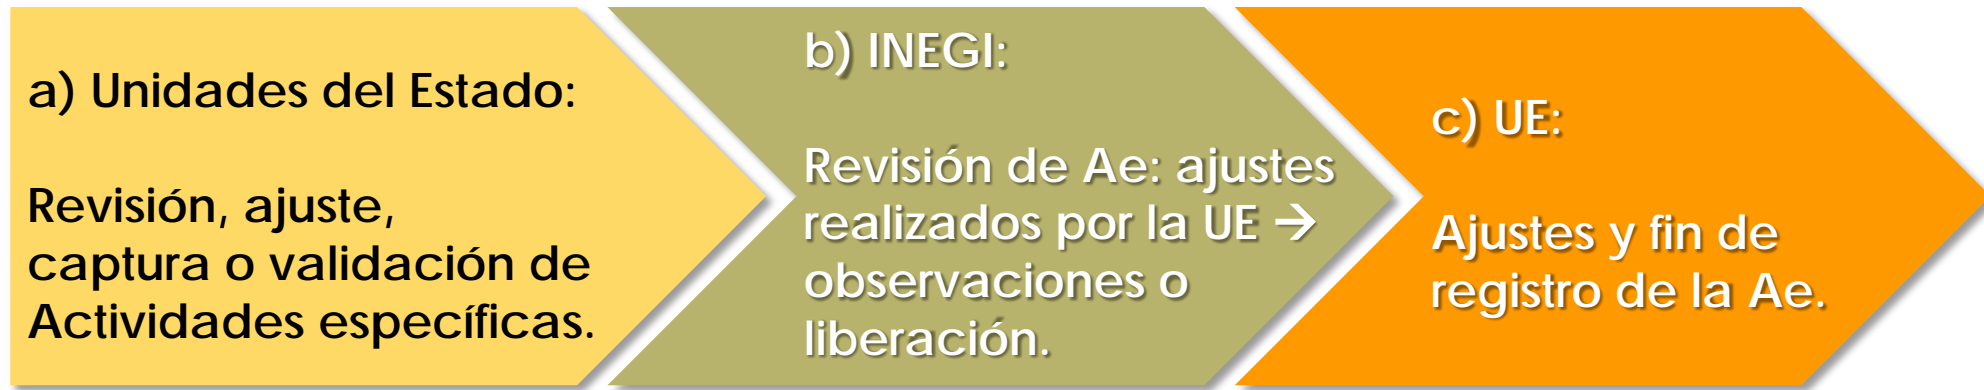 a) Unidades del Estado:
Revisión, ajuste,
captura o validación de
Actividades específicas.
b) INEGI:
Revisión de Ae: ajustes
realizados por la UE →
observaciones o
liberación.
c) UE:
Ajustes y fin de
registro de la Ae.